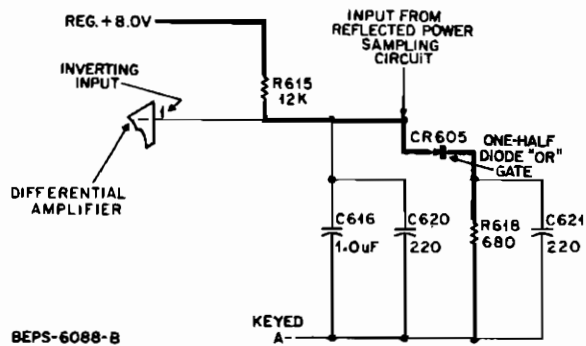 REG. +8.0V
INPUT FROM
REFLECTED POWER
SAMPLING
CIRCUIT
INVERTING
INPUT
R615
12K
1
CR605
ONE-HALF
DIODE "OR"
GATE
DIFFERENTIAL
AMPLIFIER
C616
1.0uF
C620
220
R618
680
C621
220
KEYED
A-
BEPS-6088-B